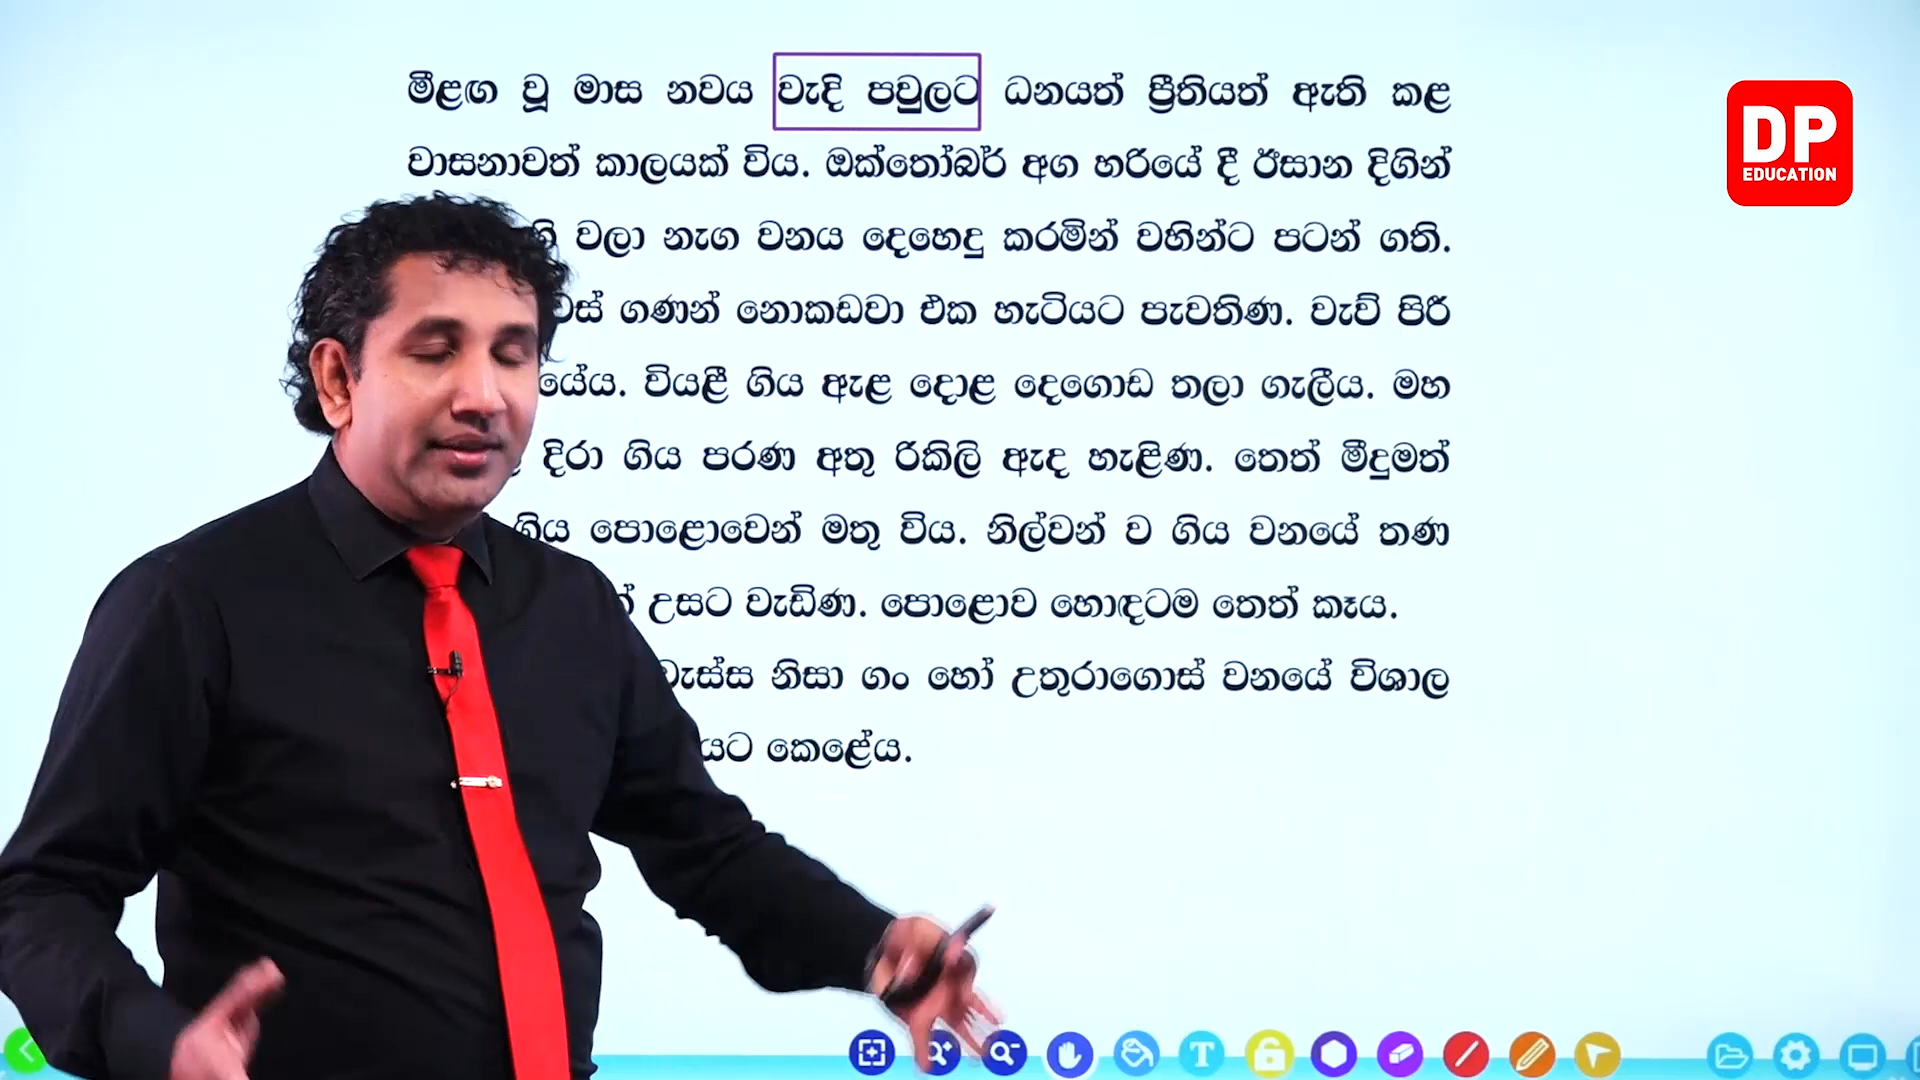 මීළඟ වූ මාස නවය වැදි පවුලට ධනයත් ප්‍රීතියත් ඇති කළ
වාසනාවත් කාලයක් විය. ඔක්තෝබර් අග හරියේ දී ඊසාන දිගින්
වලා නැග වනය දෙහෙදු කරමින් වහින්ට පටන් ගති.
ගණන් නොකඩවා එක හැටියට පැවතිණ. වැව් පිරී
වියළී ගිය ඇළ දොළ දෙගොඩ තලා ගැලීය. මහ
දිරා ගිය පරණ අතු රිකිලි ඇද හැළිණ. තෙත් මීදුමත්
පොළොවෙන් මතු විය. නිල්වන් ව ගිය වනයේ තණ
උසට වැඩිණ. පොළොව හොඳටම තෙත් කෑය.
වැස්ස නිසා ගං හෝ උතුරාගොස් වනයේ විශාල
කෙළේය.
DP
EDUCATION